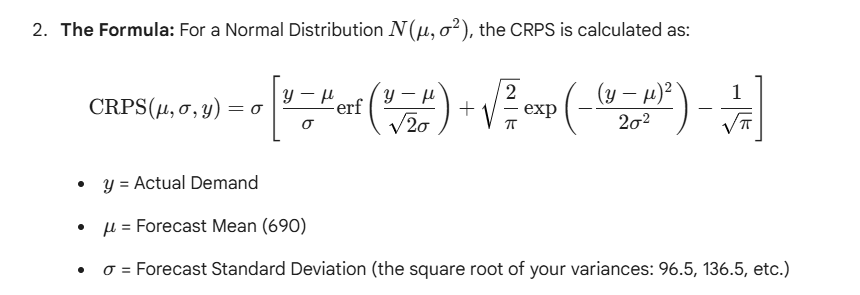 2. The Formula: For a Normal Distribution N(μ, σ²), the CRPS is calculated as:
CRPS(μ, σ, y) = σ [ (y − μ)/σ erf ( (y − μ)/(√2σ) ) + √(2/π) exp ( −(y − μ)²/(2σ²) ) − 1/√π ]
• y = Actual Demand
• μ = Forecast Mean (690)
• σ = Forecast Standard Deviation (the square root of your variances: 96.5, 136.5, etc.)